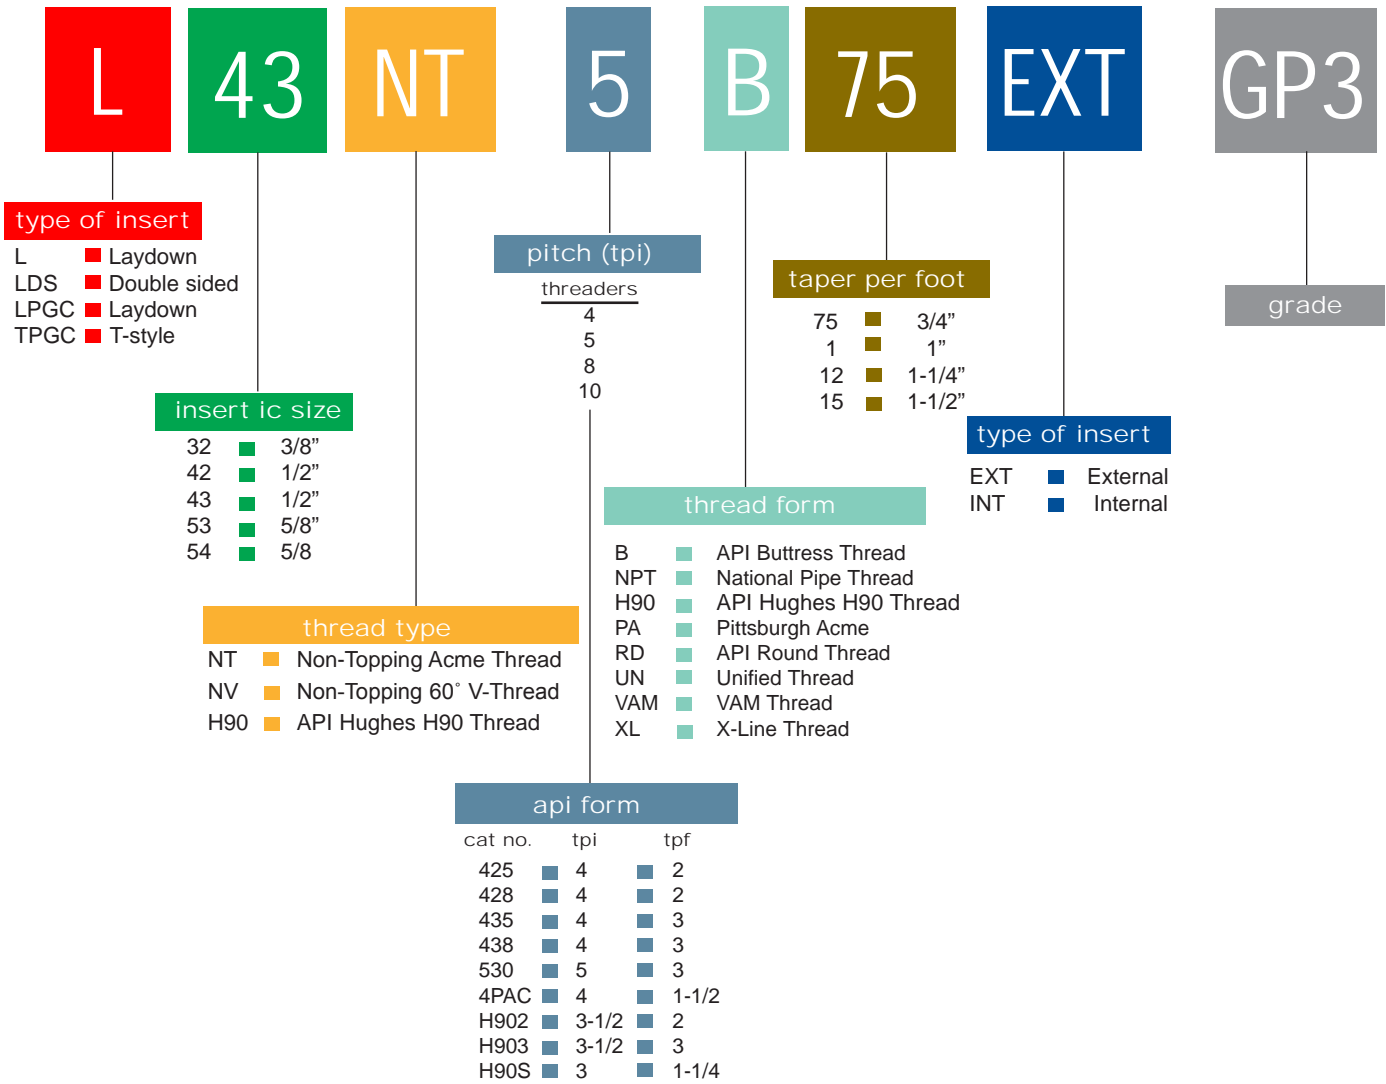 L 43 NT 5 B 75 EXT GP3
type of insert
L Laydown
LDS Double sided
LPGC Laydown
TPGC T-style
insert ic size
32 3/8”
42 1/2”
43 1/2”
53 5/8”
54 5/8
thread type
NT Non-Topping Acme Thread
NV Non-Topping 60° V-Thread
H90 API Hughes H90 Thread
pitch (tpi)
threaders
4
5
8
10
api form
cat no. tpi tpf
425 4 2
428 4 2
435 4 3
438 4 3
530 5 3
4PAC 4 1-1/2
H902 3-1/2 2
H903 3-1/2 3
H90S 3 1-1/4
thread form
B API Buttress Thread
NPT National Pipe Thread
H90 API Hughes H90 Thread
PA Pittsburgh Acme
RD API Round Thread
UN Unified Thread
VAM VAM Thread
XL X-Line Thread
taper per foot
75 3/4”
1 1”
12 1-1/4”
15 1-1/2”
type of insert
EXT External
INT Internal
grade